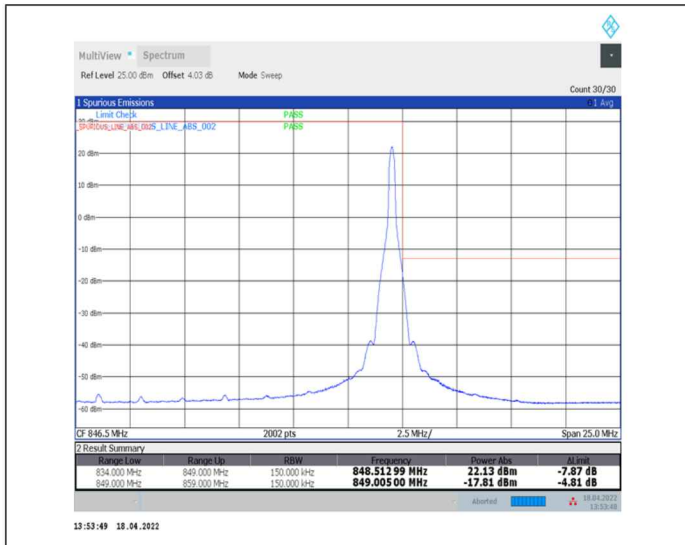 MultiView * Spectrum
Ref Level 25.00 dBm Offset 4.03 dB Mode Sweep
Count 30/30
1 Spurious Emissions 1 Avg
Limit Check PASS
_SPURIOUS_LINE_ABS_002 S_LINE_ABS_002 PASS
20 dBm
10 dBm
0 dBm
-10 dBm
-20 dBm
-30 dBm
-40 dBm
-50 dBm
-60 dBm
CF 846.5 MHz 2002 pts 2.5 MHz/ Span 25.0 MHz
2 Result Summary
Range Low Range Up RBW Frequency Power Abs ΔLimit
834.000 MHz 849.000 MHz 150.000 kHz 848.512 99 MHz 22.13 dBm -7.87 dB
849.000 MHz 859.000 MHz 150.000 kHz 849.005 00 MHz -17.81 dBm -4.81 dB
Aborted 18.04.2022
13:53:48
13:53:49 18.04.2022